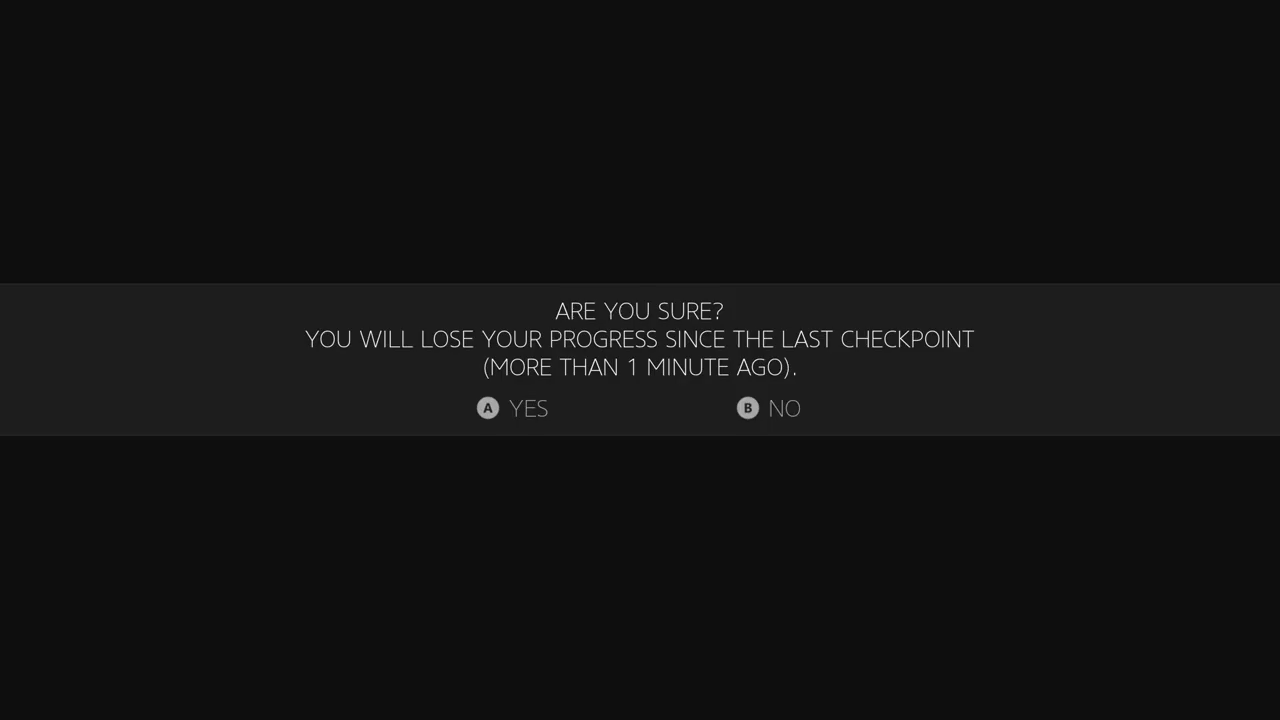 ARE YOU SURE?
YOU WILL LOSE YOUR PROGRESS SINCE THE LAST CHECKPOINT
(MORE THAN 1 MINUTE AGO).
A YES B NO